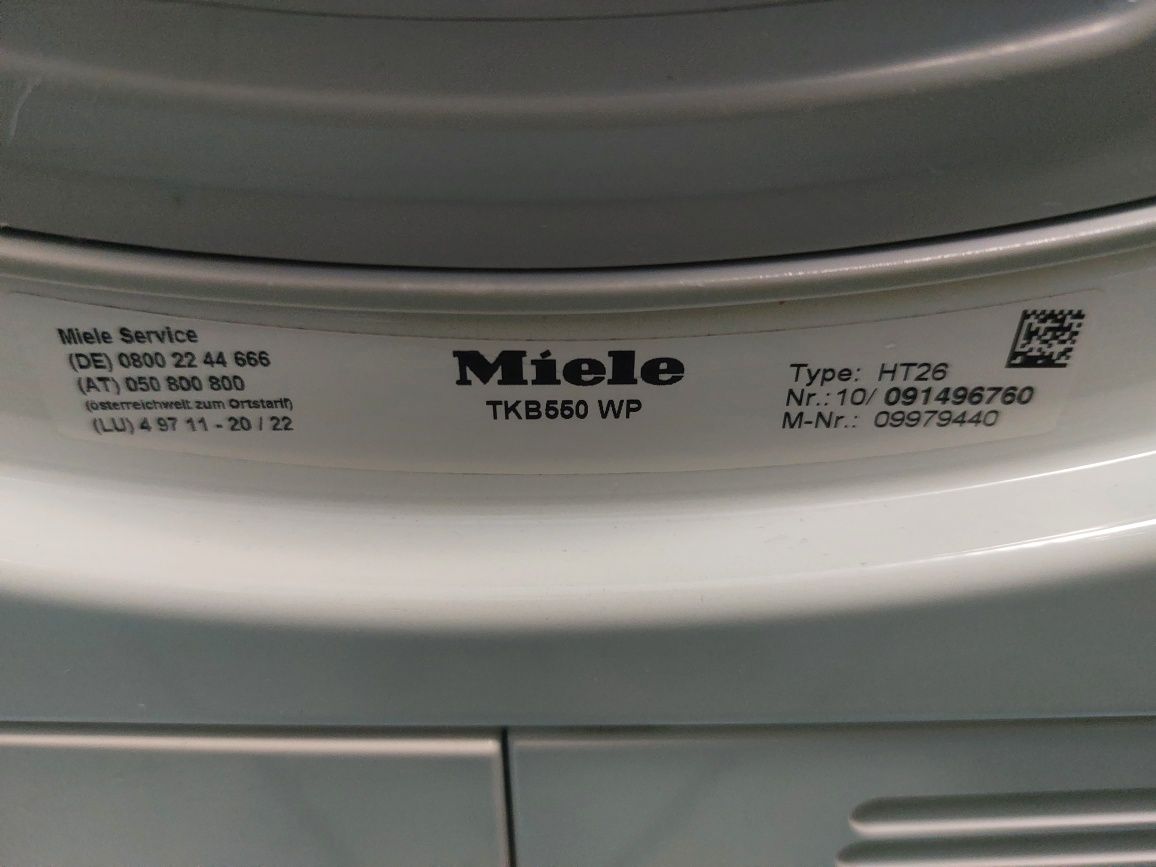 Miele Service
(DE) 0800 22 44 666
(AT) 050 800 800
(österreichweit zum Ortstarif)
(LU) 4 97 11 - 20 / 22
Miele
TKB550 WP
Type: HT26
Nr.: 10/ 091496760
M-Nr.: 09979440